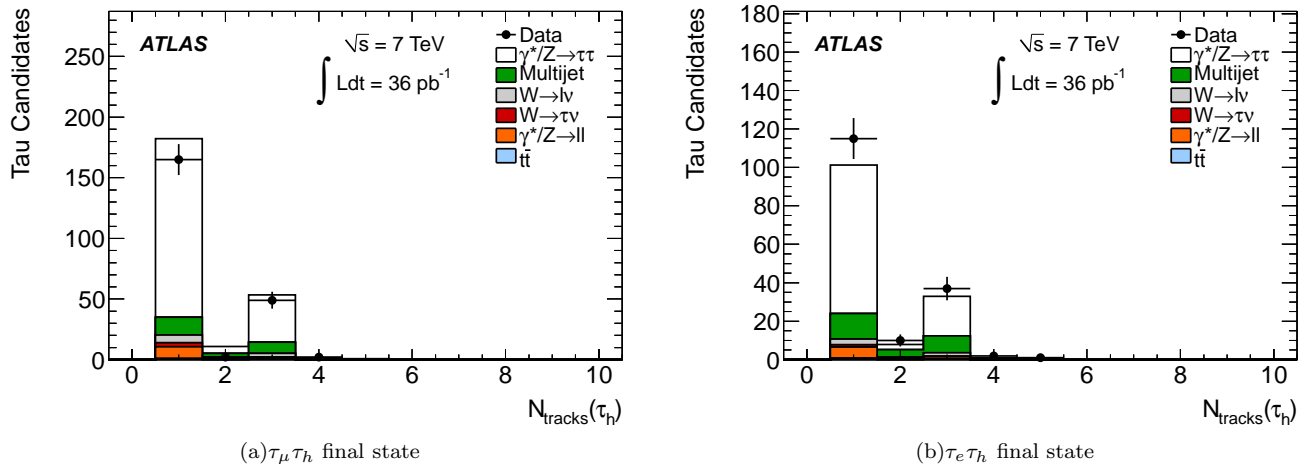 Tau Candidates
ATLAS
√s = 7 TeV
∫ Ldt = 36 pb⁻¹
Data
γ*/Z→ττ
Multijet
W→lν
W→τν
γ*/Z→ll
tt̄
250
200
150
100
50
0
0 2 4 6 8 10
N_tracks(τ_h)
(a)τ_μτ_h final state
Tau Candidates
ATLAS
√s = 7 TeV
∫ Ldt = 36 pb⁻¹
Data
γ*/Z→ττ
Multijet
W→lν
W→τν
γ*/Z→ll
tt̄
180
160
140
120
100
80
60
40
20
0
0 2 4 6 8 10
N_tracks(τ_h)
(b)τ_eτ_h final state